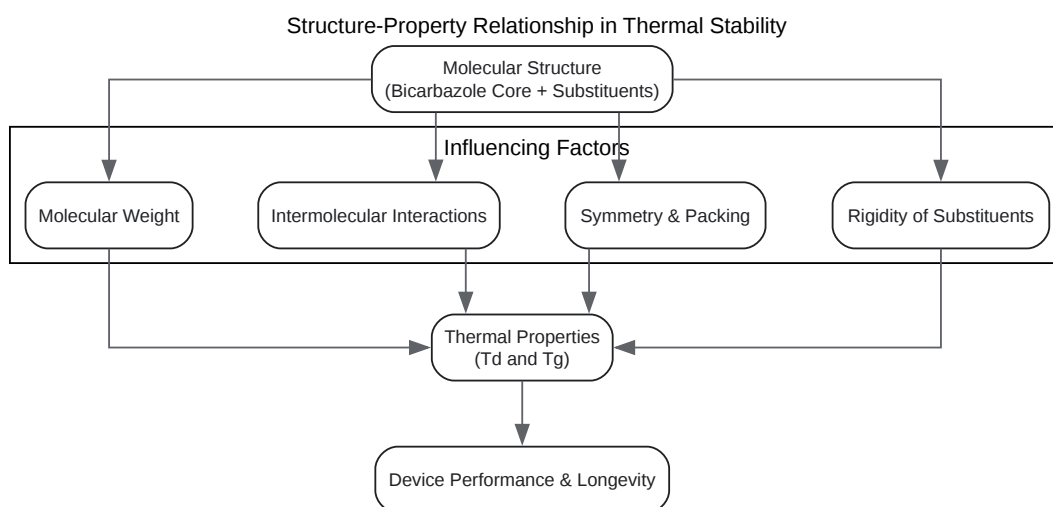 Structure-Property Relationship in Thermal Stability
Molecular Structure
(Bicarbazole Core + Substituents)
Influencing Factors
Molecular Weight
Intermolecular Interactions
Symmetry & Packing
Rigidity of Substituents
Thermal Properties
(Td and Tg)
Device Performance & Longevity